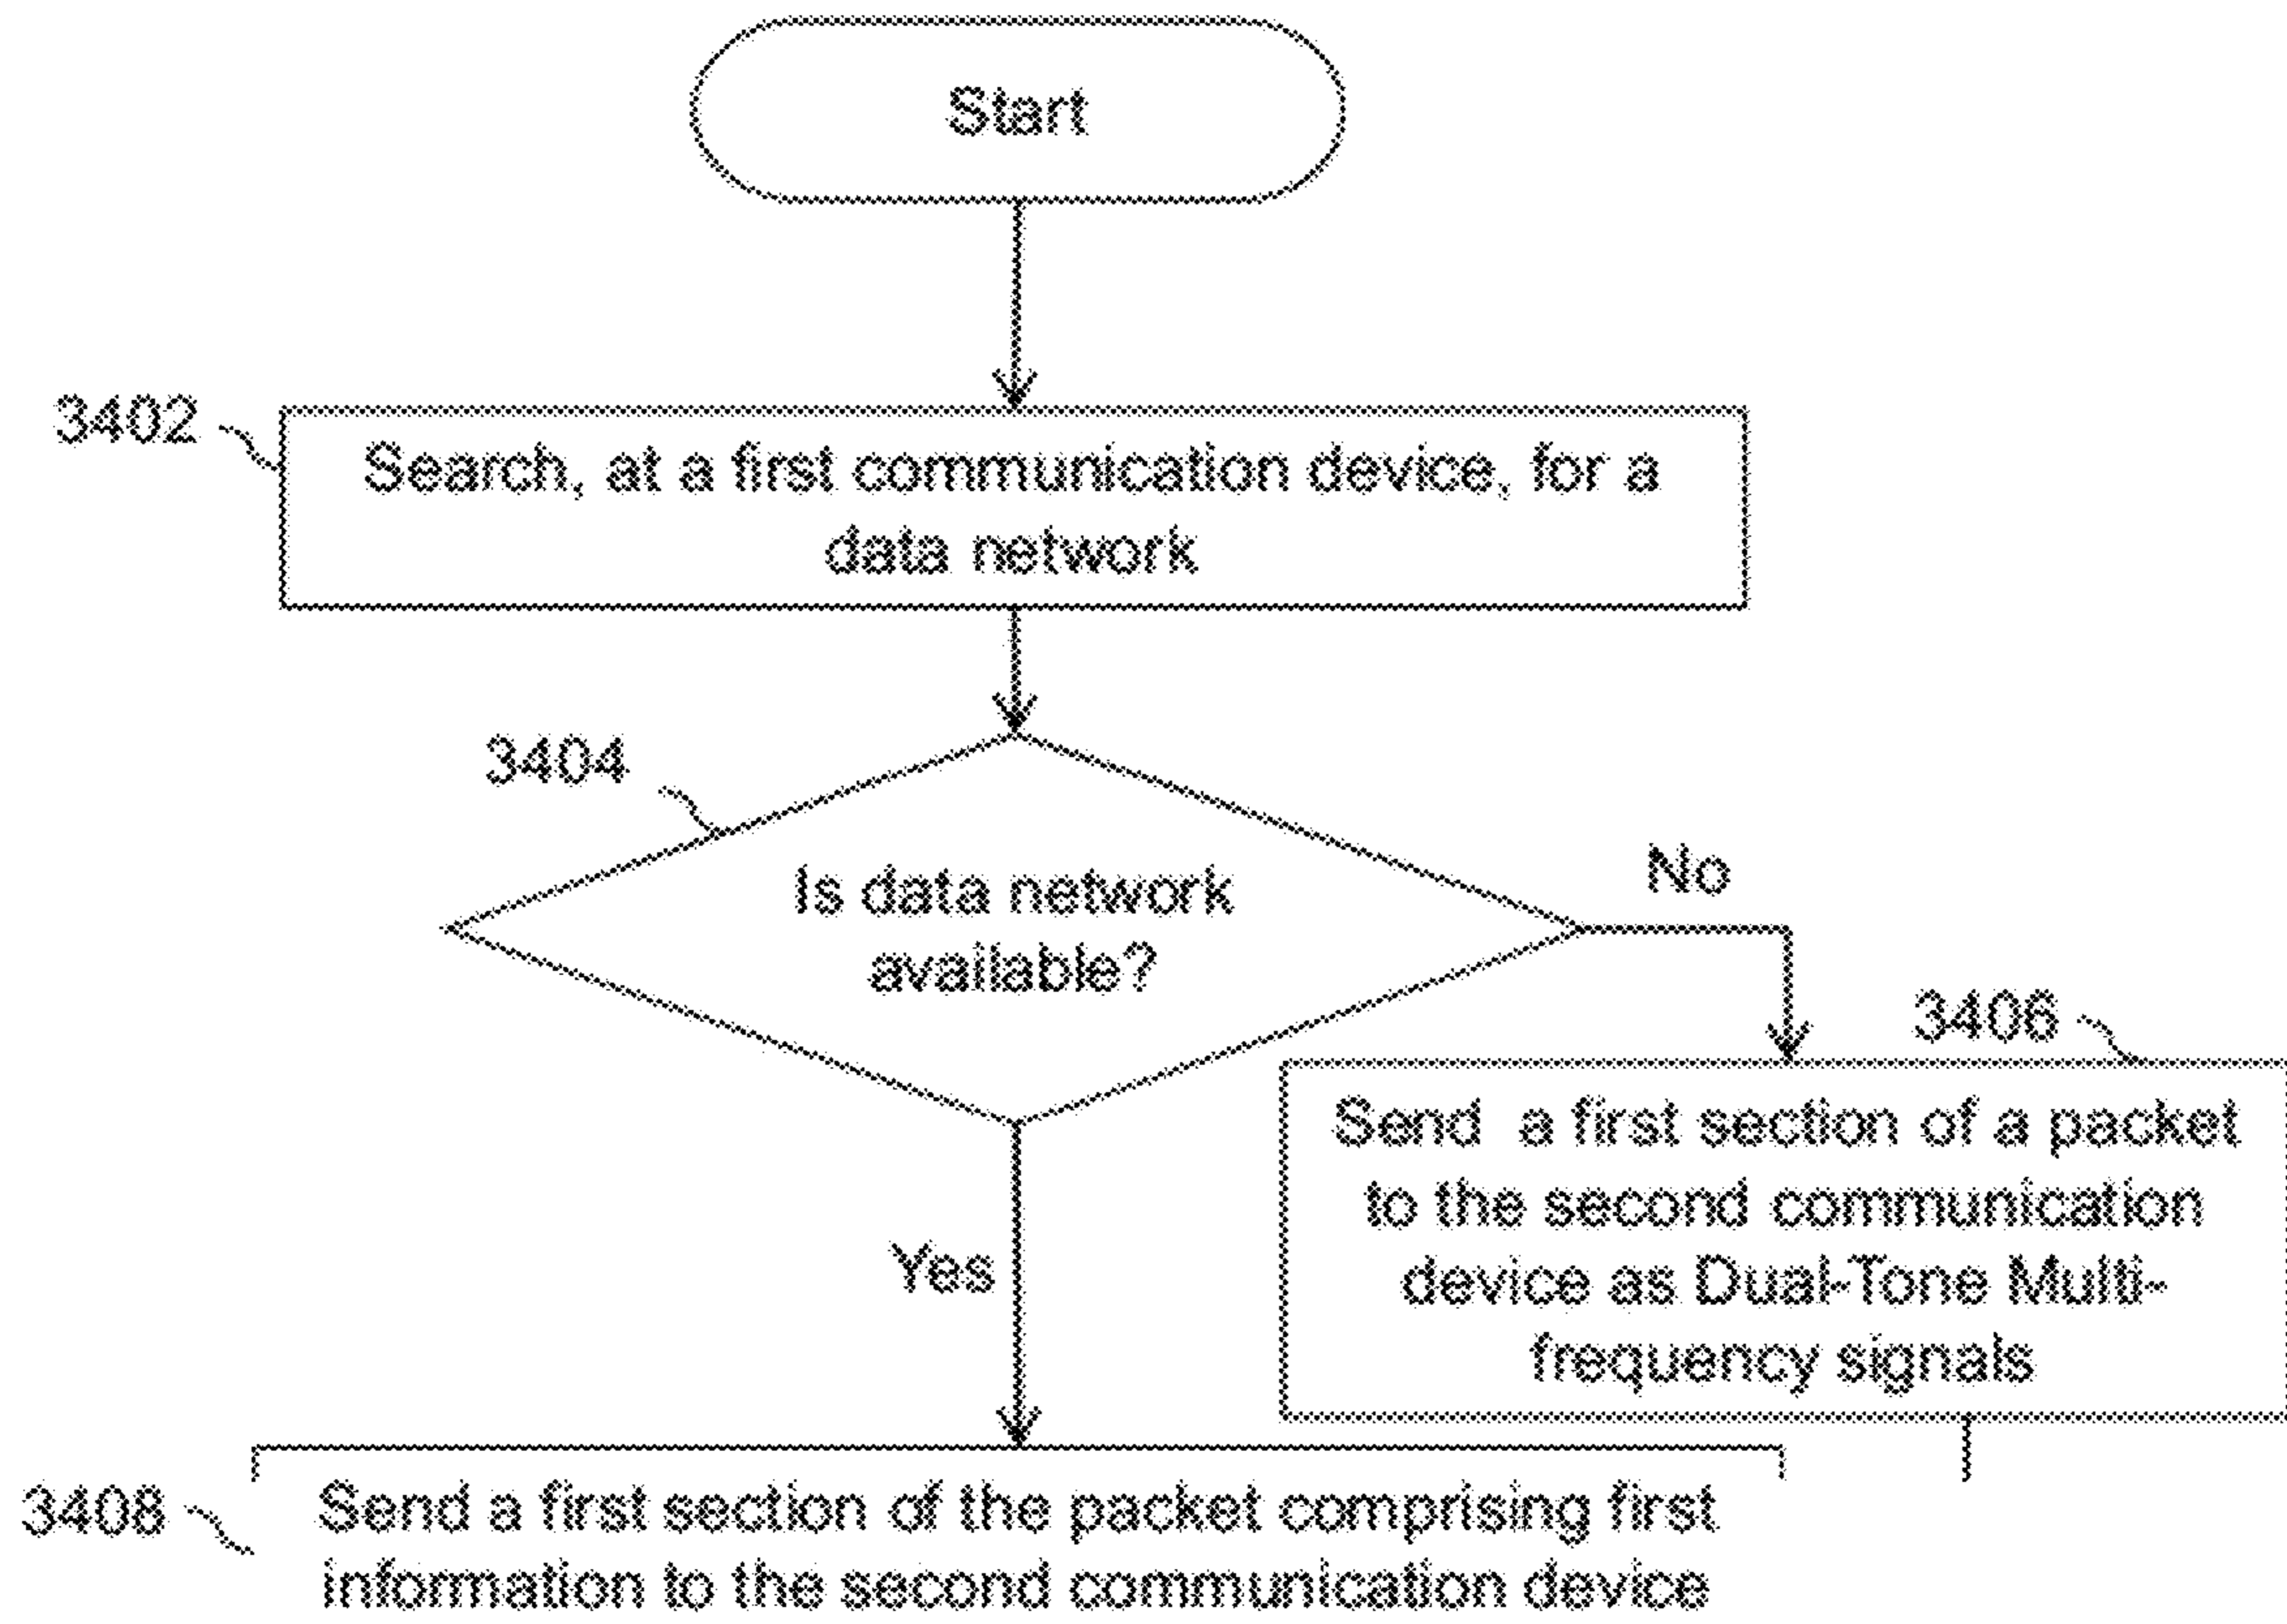 Start
3402
Search, at a first communication device, for a
data network
3404
Is data network
available?
No
3406
Send a first section of a packet
to the second communication
device as Dual-Tone Multi-
frequency signals
Yes
3408
Send a first section of the packet comprising first
information to the second communication device